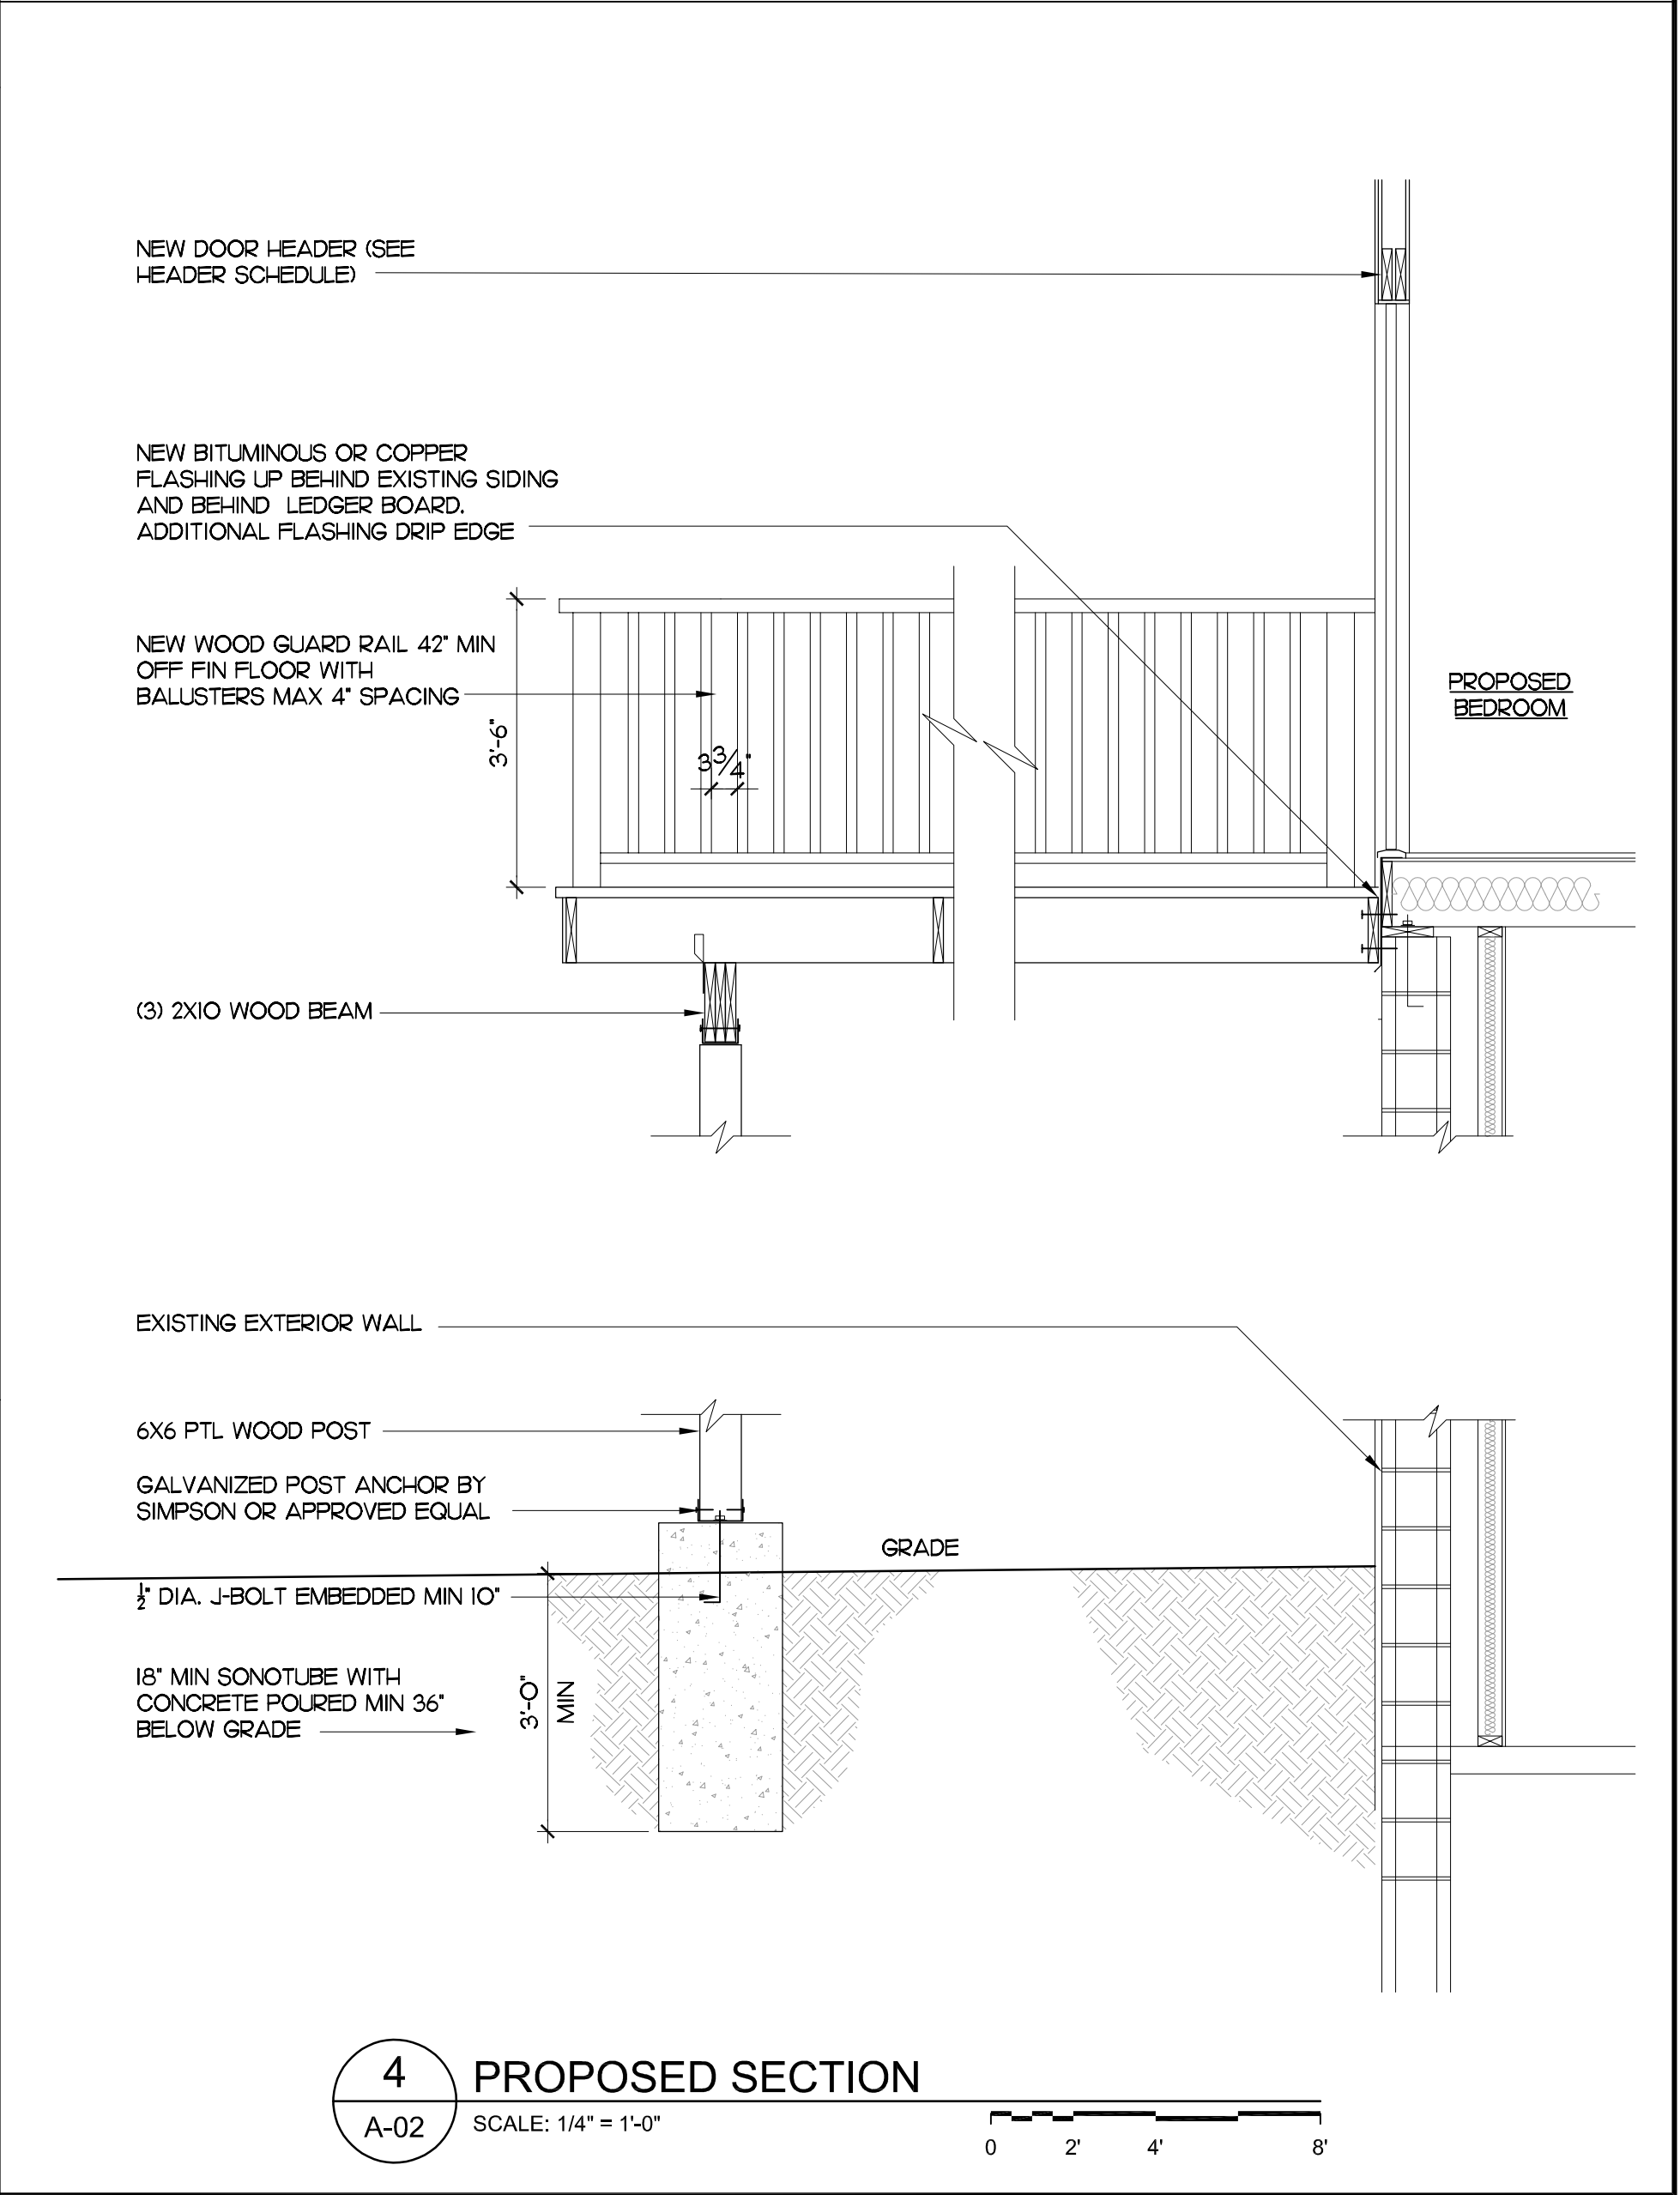 NEW DOOR HEADER (SEE
HEADER SCHEDULE)
NEW BITUMINOUS OR COPPER
FLASHING UP BEHIND EXISTING SIDING
AND BEHIND LEDGER BOARD.
ADDITIONAL FLASHING DRIP EDGE
NEW WOOD GUARD RAIL 42" MIN
OFF FIN FLOOR WITH
BALUSTERS MAX 4" SPACING
3'-6"
3 3/4"
PROPOSED
BEDROOM
(3) 2X10 WOOD BEAM
EXISTING EXTERIOR WALL
6X6 PTL WOOD POST
GALVANIZED POST ANCHOR BY
SIMPSON OR APPROVED EQUAL
GRADE
½" DIA. J-BOLT EMBEDDED MIN 10"
18" MIN SONOTUBE WITH
CONCRETE POURED MIN 36"
BELOW GRADE
3'-0"
MIN
4
A-02
PROPOSED SECTION
SCALE: 1/4" = 1'-0"
0 2' 4' 8'